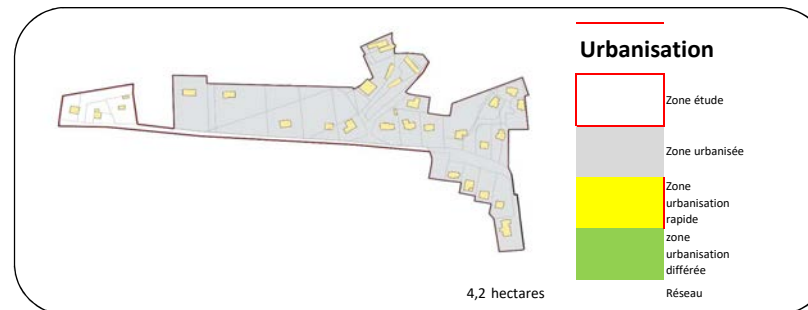 Urbanisation
Zone étude
Zone urbanisée
Zone
urbanisation
rapide
zone
urbanisation
différée
4,2 hectares
Réseau